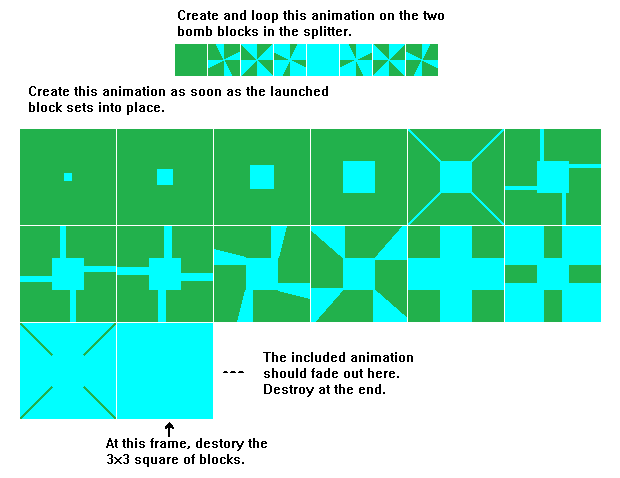 Create and loop this animation on the two
bomb blocks in the splitter.
Create this animation as soon as the launched
block sets into place.
The included animation
should fade out here.
Destroy at the end.
At this frame, destory the
3×3 square of blocks.